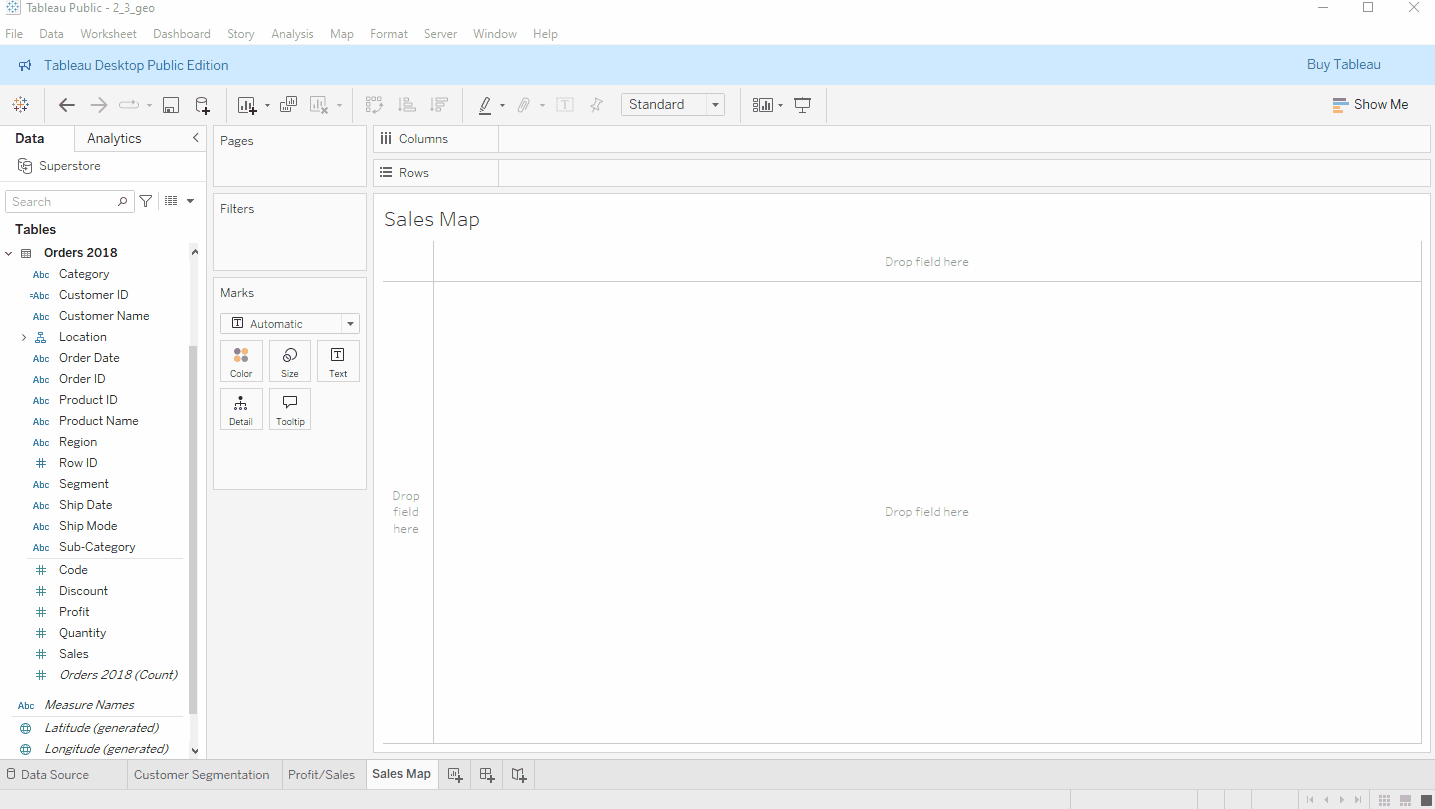 Tableau Public - 2_3_geo
File Data Worksheet Dashboard Story Analysis Map Format Server Window Help
Tableau Desktop Public Edition
Buy Tableau
Standard
Show Me
Data
Analytics
Superstore
Search
Tables
Orders 2018
Abc Category
=Abc Customer ID
Abc Customer Name
Location
Abc Order Date
Abc Order ID
Abc Product ID
Abc Product Name
Abc Region
# Row ID
Abc Segment
Abc Ship Date
Abc Ship Mode
Abc Sub-Category
# Code
# Discount
# Profit
# Quantity
# Sales
# Orders 2018 (Count)
Abc Measure Names
Latitude (generated)
Longitude (generated)
Pages
Filters
Marks
T Automatic
Color
Size
T
Text
Detail
Tooltip
Columns
Rows
Sales Map
Drop field here
Drop
field
here
Drop field here
Data Source
Customer Segmentation
Profit/Sales
Sales Map